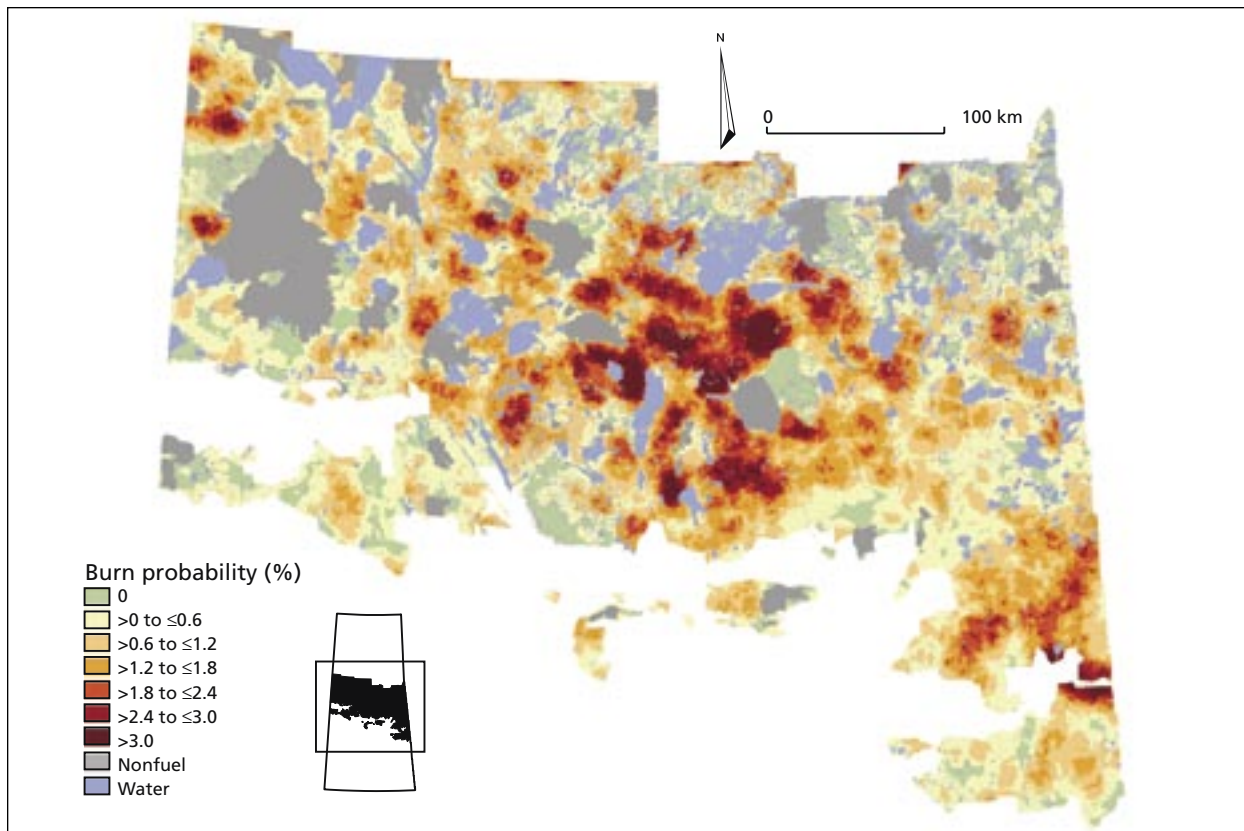 N
0 100 km
Burn probability (%)
0
>0 to ≤0.6
>0.6 to ≤1.2
>1.2 to ≤1.8
>1.8 to ≤2.4
>2.4 to ≤3.0
>3.0
Nonfuel
Water